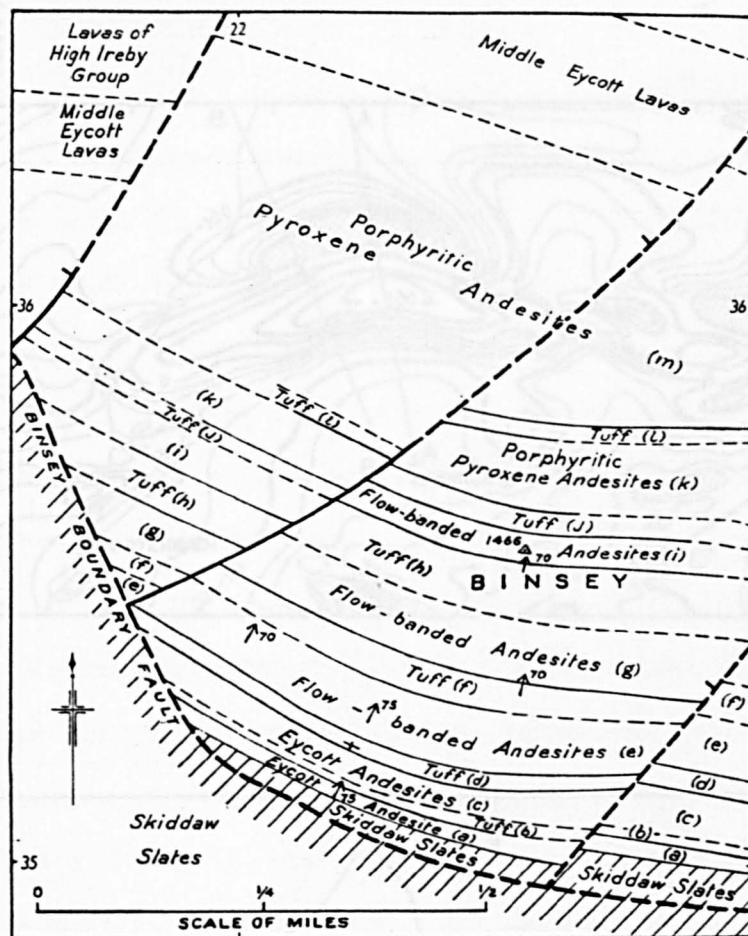 22
Lavas of
High Ireby
Group
Middle Eycott Lavas
Middle
Eycott
Lavas
Porphyritic
Pyroxene Andesites
(m)
36
36
(k)
Tuff (l)
Tuff (l)
Tuff (J)
Porphyritic
Pyroxene Andesites (k)
(i)
Tuff (J)
Flow-banded Andesites (i)
1466
70
Tuff (h)
Tuff (h)
BINSEY
(g)
(f)
(e)
Flow-banded Andesites (g)
70
70
Tuff (f)
(f)
75
Flow-banded Andesites (e)
(e)
Tuff (d)
(d)
Eycott Andesites (c)
(c)
Tuff (b)
(b)
75
Eycott Andesite (a)
(a)
BINSEY BOUNDARY FAULT
Skiddaw Slates
Skiddaw Slates
Skiddaw
Slates
35
0
1/4
1/2
SCALE OF MILES